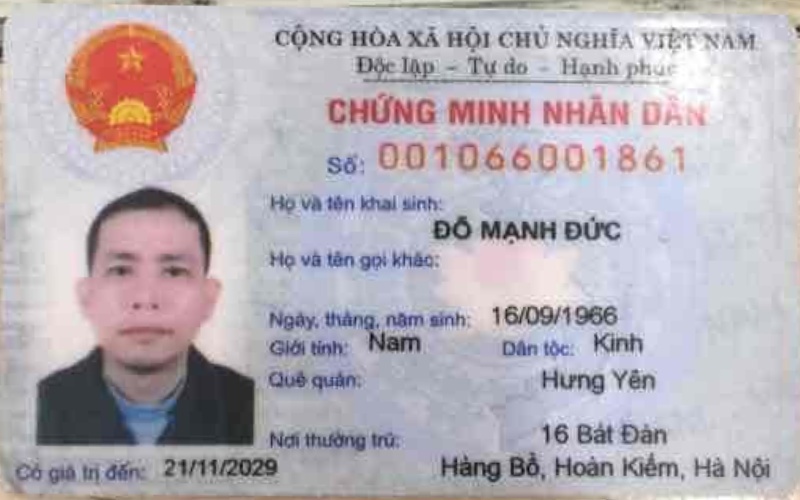 CỘNG HÒA XÃ HỘI CHỦ NGHĨA VIỆT NAM
Độc lập - Tự do - Hạnh phúc
CHỨNG MINH NHÂN DÂN
Số: 001066001861
Họ và tên khai sinh:
ĐỖ MẠNH ĐỨC
Họ và tên gọi khác:
Ngày, tháng, năm sinh: 16/09/1966
Giới tính: Nam Dân tộc: Kinh
Quê quán: Hưng Yên
Nơi thường trú: 16 Bát Đàn
Có giá trị đến: 21/11/2029 Hàng Bồ, Hoàn Kiếm, Hà Nội